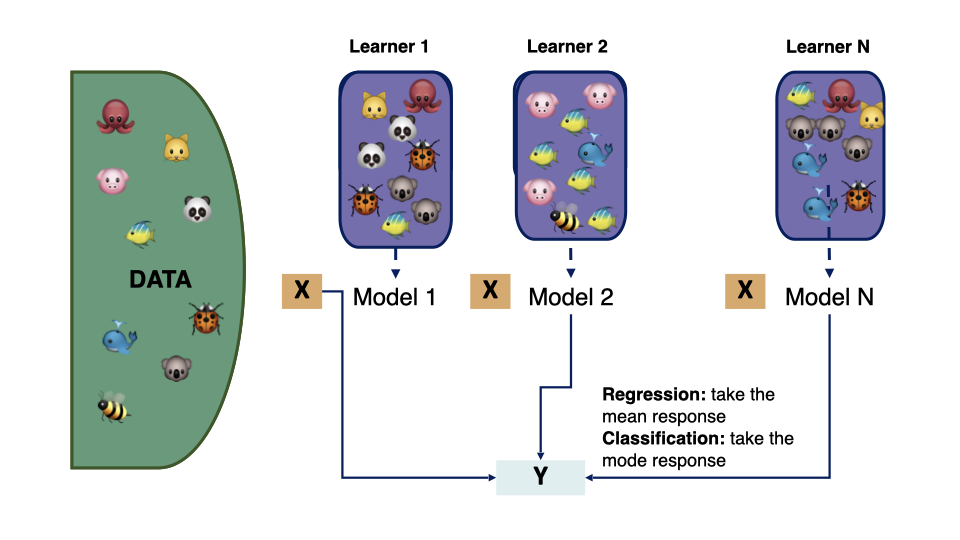 Learner 1
Learner 2
Learner N
DATA
X
Model 1
X
Model 2
X
Model N
Regression: take the
mean response
Classification: take the
mode response
Y